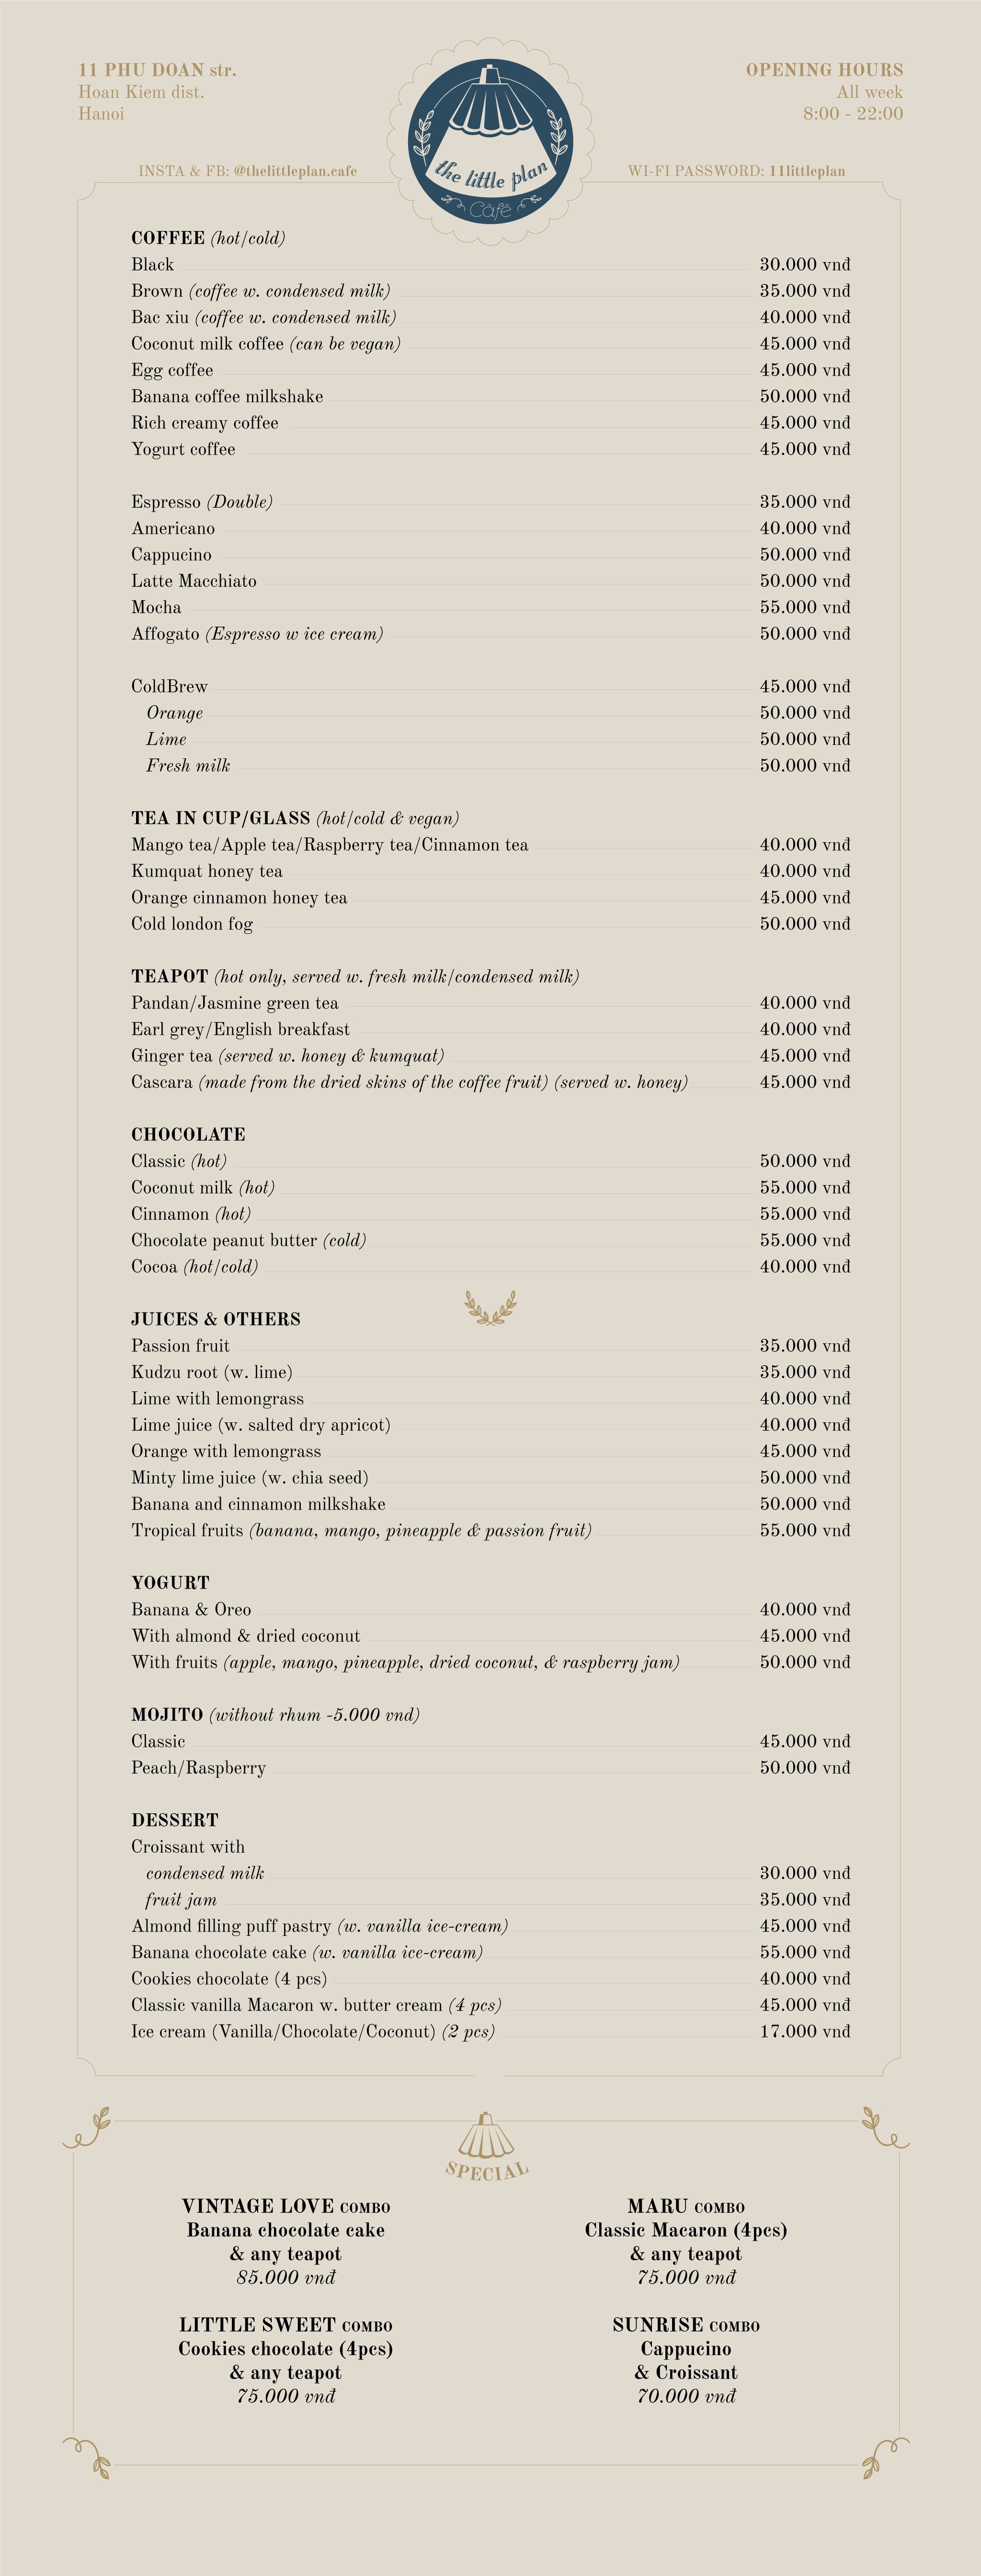 11 PHU DOAN str.
Hoan Kiem dist.
Hanoi
OPENING HOURS
All week
8:00 - 22:00
INSTA & FB: @thelittleplan.cafe
WI-FI PASSWORD: 11littleplan
the little plan
Café
COFFEE (hot/cold)
Black 30.000 vnđ
Brown (coffee w. condensed milk) 35.000 vnđ
Bac xiu (coffee w. condensed milk) 40.000 vnđ
Coconut milk coffee (can be vegan) 45.000 vnđ
Egg coffee 45.000 vnđ
Banana coffee milkshake 50.000 vnđ
Rich creamy coffee 45.000 vnđ
Yogurt coffee 45.000 vnđ
Espresso (Double) 35.000 vnđ
Americano 40.000 vnđ
Cappucino 50.000 vnđ
Latte Macchiato 50.000 vnđ
Mocha 55.000 vnđ
Affogato (Espresso w ice cream) 50.000 vnđ
ColdBrew 45.000 vnđ
Orange 50.000 vnđ
Lime 50.000 vnđ
Fresh milk 50.000 vnđ
TEA IN CUP/GLASS (hot/cold & vegan)
Mango tea/Apple tea/Raspberry tea/Cinnamon tea 40.000 vnđ
Kumquat honey tea 40.000 vnđ
Orange cinnamon honey tea 45.000 vnđ
Cold london fog 50.000 vnđ
TEAPOT (hot only, served w. fresh milk/condensed milk)
Pandan/Jasmine green tea 40.000 vnđ
Earl grey/English breakfast 40.000 vnđ
Ginger tea (served w. honey & kumquat) 45.000 vnđ
Cascara (made from the dried skins of the coffee fruit) (served w. honey) 45.000 vnđ
CHOCOLATE
Classic (hot) 50.000 vnđ
Coconut milk (hot) 55.000 vnđ
Cinnamon (hot) 55.000 vnđ
Chocolate peanut butter (cold) 55.000 vnđ
Cocoa (hot/cold) 40.000 vnđ
JUICES & OTHERS
Passion fruit 35.000 vnđ
Kudzu root (w. lime) 35.000 vnđ
Lime with lemongrass 40.000 vnđ
Lime juice (w. salted dry apricot) 40.000 vnđ
Orange with lemongrass 45.000 vnđ
Minty lime juice (w. chia seed) 50.000 vnđ
Banana and cinnamon milkshake 50.000 vnđ
Tropical fruits (banana, mango, pineapple & passion fruit) 55.000 vnđ
YOGURT
Banana & Oreo 40.000 vnđ
With almond & dried coconut 45.000 vnđ
With fruits (apple, mango, pineapple, dried coconut, & raspberry jam) 50.000 vnđ
MOJITO (without rhum -5.000 vnd)
Classic 45.000 vnđ
Peach/Raspberry 50.000 vnđ
DESSERT
Croissant with
condensed milk 30.000 vnđ
fruit jam 35.000 vnđ
Almond filling puff pastry (w. vanilla ice-cream) 45.000 vnđ
Banana chocolate cake (w. vanilla ice-cream) 55.000 vnđ
Cookies chocolate (4 pcs) 40.000 vnđ
Classic vanilla Macaron w. butter cream (4 pcs) 45.000 vnđ
Ice cream (Vanilla/Chocolate/Coconut) (2 pcs) 17.000 vnđ
SPECIAL
VINTAGE LOVE COMBO
Banana chocolate cake
& any teapot
85.000 vnđ
MARU COMBO
Classic Macaron (4pcs)
& any teapot
75.000 vnđ
LITTLE SWEET COMBO
Cookies chocolate (4pcs)
& any teapot
75.000 vnđ
SUNRISE COMBO
Cappucino
& Croissant
70.000 vnđ